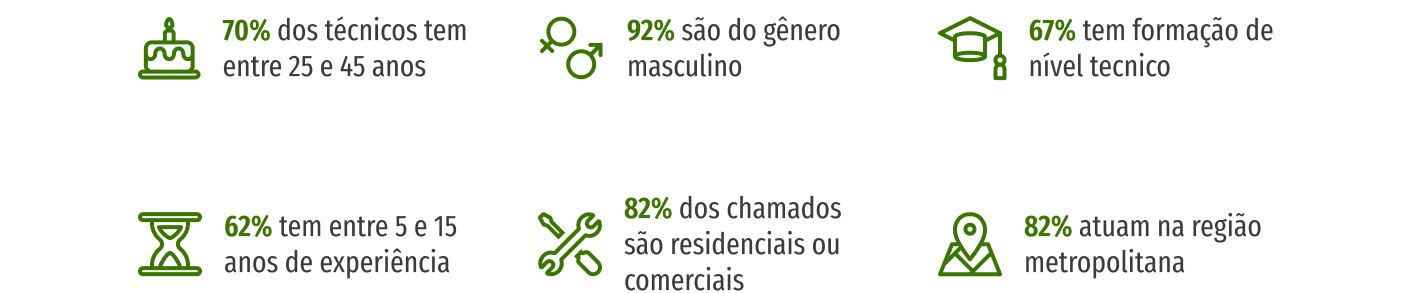 70% dos técnicos tem
entre 25 e 45 anos
92% são do gênero
masculino
67% tem formação de
nível tecnico
62% tem entre 5 e 15
anos de experiência
82% dos chamados
são residenciais ou
comerciais
82% atuam na região
metropolitana